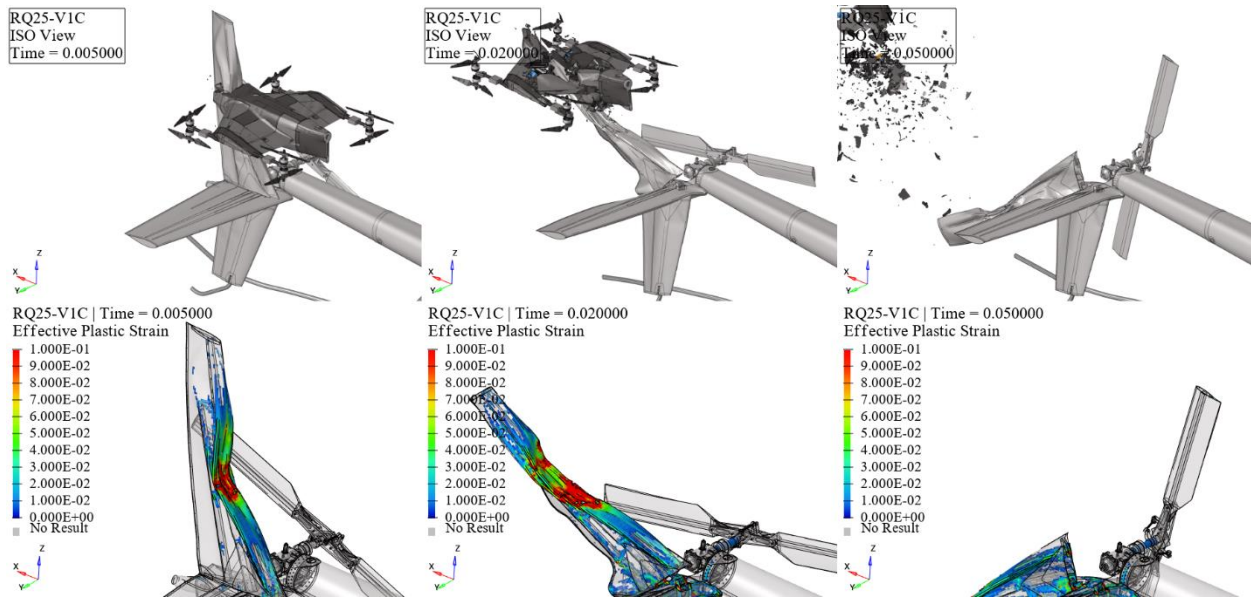 RQ25-V1C
ISO View
Time = 0.005000
Z
X
Y
RQ25-V1C
ISO View
Time = 0.020000
Z
X
Y
RQ25-V1C
ISO View
Time = 0.050000
Z
X
Y
RQ25-V1C | Time = 0.005000
Effective Plastic Strain
1.000E-01
9.000E-02
8.000E-02
7.000E-02
6.000E-02
5.000E-02
4.000E-02
3.000E-02
2.000E-02
1.000E-02
0.000E+00
No Result
Z
X
Y
RQ25-V1C | Time = 0.020000
Effective Plastic Strain
1.000E-01
9.000E-02
8.000E-02
7.000E-02
6.000E-02
5.000E-02
4.000E-02
3.000E-02
2.000E-02
1.000E-02
0.000E+00
No Result
Z
X
Y
RQ25-V1C | Time = 0.050000
Effective Plastic Strain
1.000E-01
9.000E-02
8.000E-02
7.000E-02
6.000E-02
5.000E-02
4.000E-02
3.000E-02
2.000E-02
1.000E-02
0.000E+00
No Result
Z
X
Y